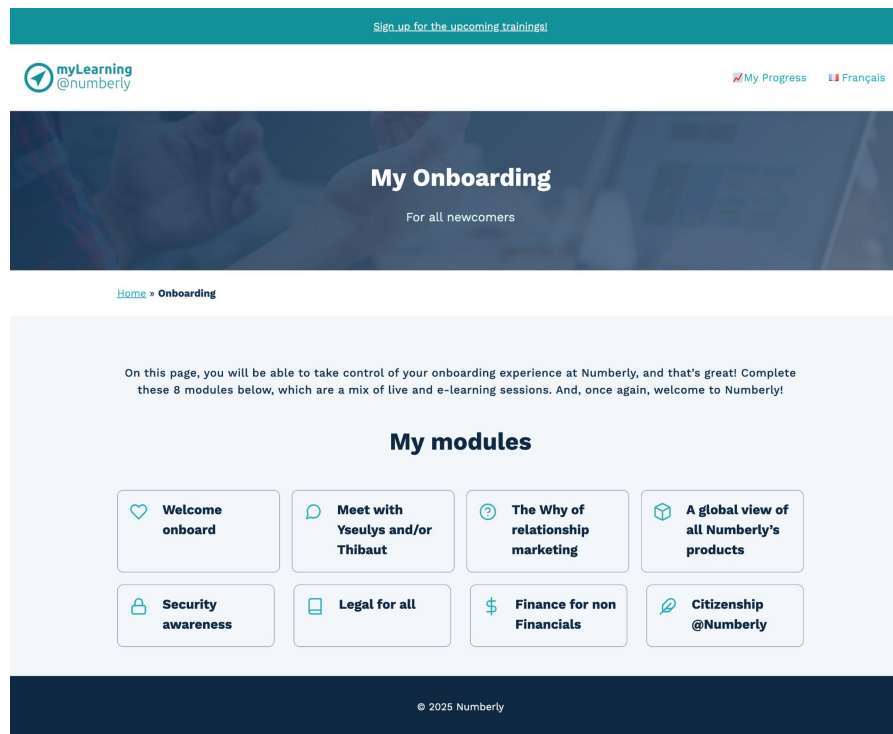 Sign up for the upcoming trainings!
myLearning
@numberly
My Progress
Français
My Onboarding
For all newcomers
Home » Onboarding
On this page, you will be able to take control of your onboarding experience at Numberly, and that's great! Complete
these 8 modules below, which are a mix of live and e-learning sessions. And, once again, welcome to Numberly!
My modules
Welcome
onboard
Meet with
Yseulys and/or
Thibaut
The Why of
relationship
marketing
A global view of
all Numberly's
products
Security
awareness
Legal for all
Finance for non
Financials
Citizenship
@Numberly
© 2025 Numberly